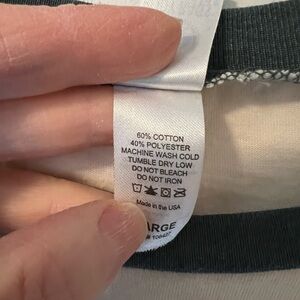 60% COTTON
40% POLYESTER
MACHINE WASH COLD
TUMBLE DRY LOW
DO NOT BLEACH
DO NOT IRON
Made in the USA
ARGE